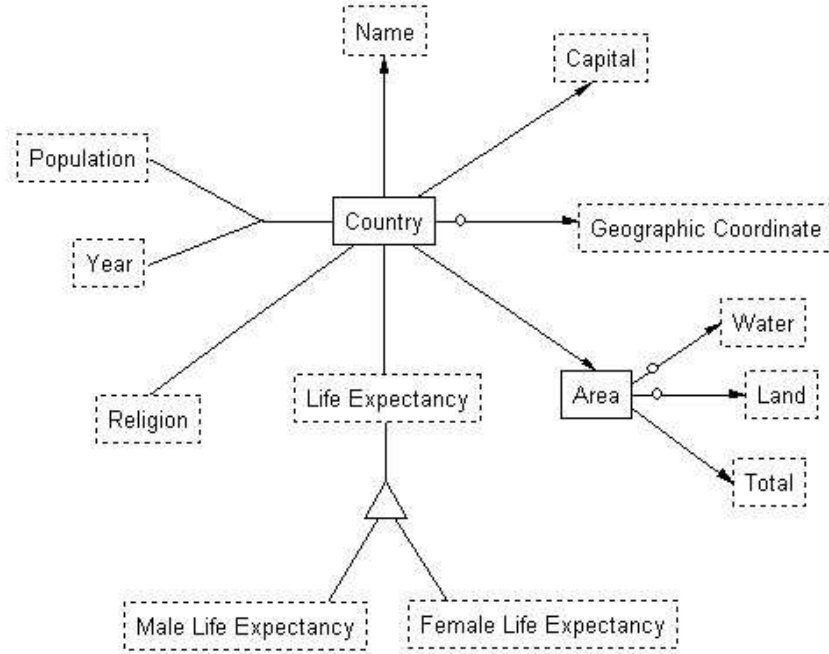 Name
Capital
Population
Country
Geographic Coordinate
Year
Water
Life Expectancy
Area
Land
Religion
Total
Male Life Expectancy
Female Life Expectancy